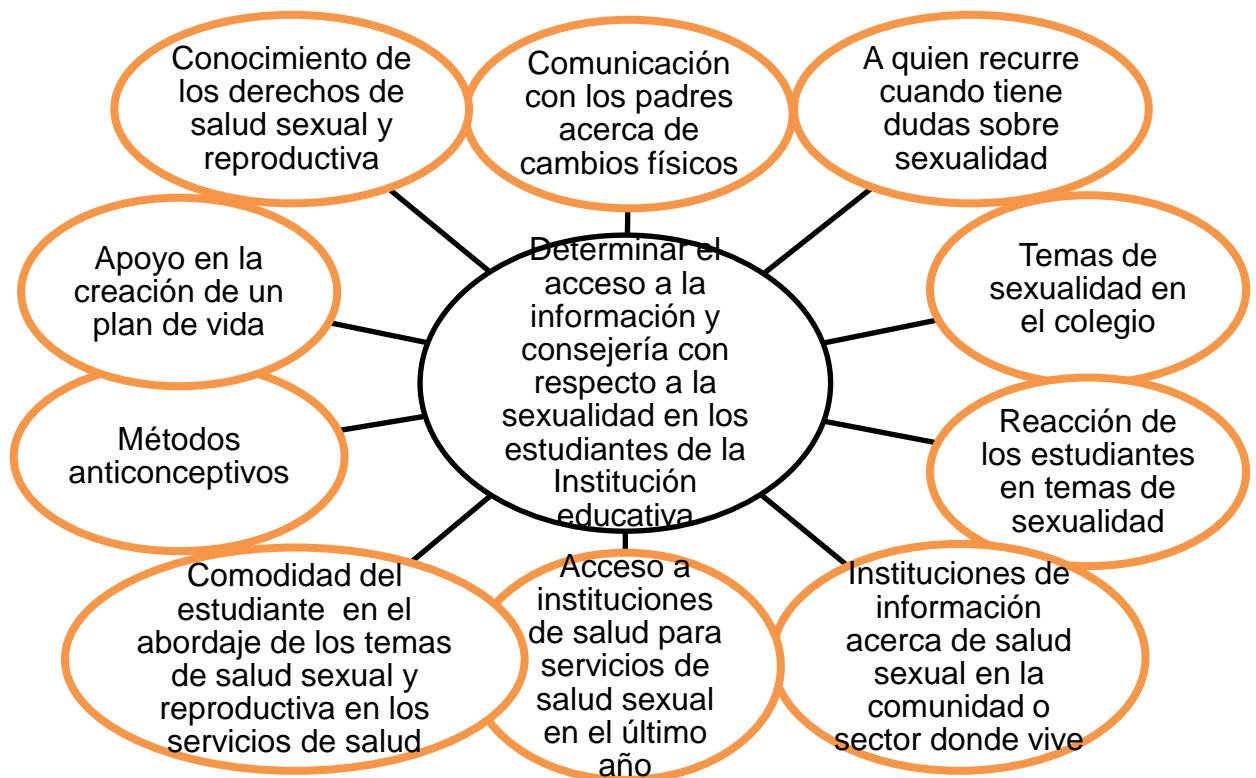 Conocimiento de
los derechos de
salud sexual y
reproductiva
Comunicación
con los padres
acerca de
cambios físicos
A quien recurre
cuando tiene
dudas sobre
sexualidad
Apoyo en la
creación de un
plan de vida
Determinar el
acceso a la
información y
consejería con
respecto a la
sexualidad en los
estudiantes de la
Institución
educativa
Temas de
sexualidad en
el colegio
Métodos
anticonceptivos
Reacción de
los estudiantes
en temas de
sexualidad
Comodidad del
estudiante en el
abordaje de los temas
de salud sexual y
reproductiva en los
servicios de salud
Acceso a
instituciones
de salud para
servicios de
salud sexual
en el último
año
Instituciones de
información
acerca de salud
sexual en la
comunidad o
sector donde vive